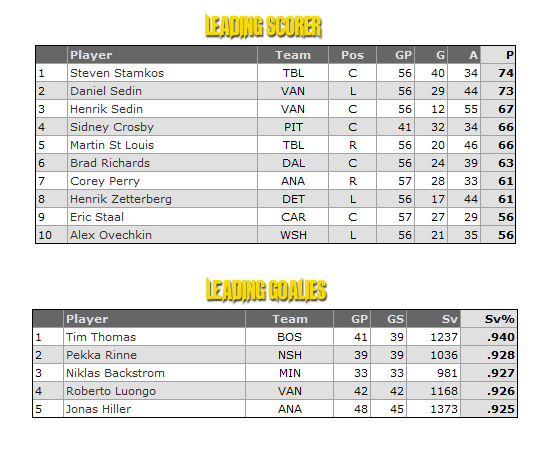 LEADING SCORER
Player Team Pos GP G A P
1 Steven Stamkos TBL C 56 40 34 74
2 Daniel Sedin VAN L 56 29 44 73
3 Henrik Sedin VAN C 56 12 55 67
4 Sidney Crosby PIT C 41 32 34 66
5 Martin St Louis TBL R 56 20 46 66
6 Brad Richards DAL C 56 24 39 63
7 Corey Perry ANA R 57 28 33 61
8 Henrik Zetterberg DET L 56 17 44 61
9 Eric Staal CAR C 57 27 29 56
10 Alex Ovechkin WSH L 56 21 35 56
LEADING GOALIES
Player Team GP GS Sv Sv%
1 Tim Thomas BOS 41 39 1237 .940
2 Pekka Rinne NSH 39 39 1036 .928
3 Niklas Backstrom MIN 33 33 981 .927
4 Roberto Luongo VAN 42 42 1168 .926
5 Jonas Hiller ANA 48 45 1373 .925